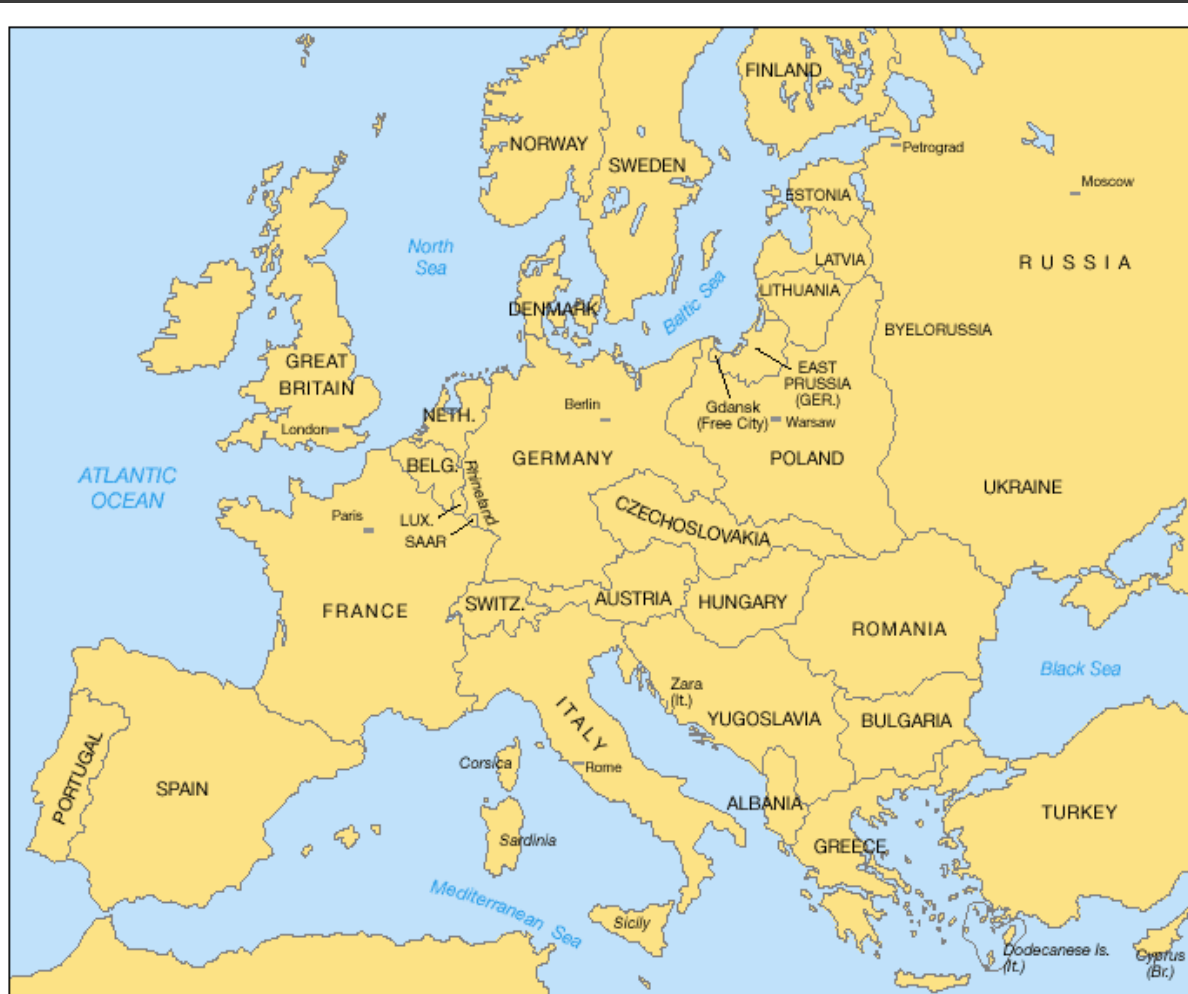 FINLAND
NORWAY
Petrograd
SWEDEN
Moscow
ESTONIA
North
Sea
LATVIA
RUSSIA
LITHUANIA
Baltic Sea
DENMARK
BYELORUSSIA
GREAT
BRITAIN
EAST
PRUSSIA
(GER.)
Berlin
Gdansk
(Free City)
NETH.
Warsaw
London
GERMANY
POLAND
BELG.
Rhineland
ATLANTIC
OCEAN
UKRAINE
Paris
LUX.
CZECHOSLOVAKIA
SAAR
SWITZ.
AUSTRIA
HUNGARY
FRANCE
ROMANIA
Black Sea
Zara
(It.)
ITALY
YUGOSLAVIA
BULGARIA
PORTUGAL
Corsica
Rome
SPAIN
ALBANIA
TURKEY
Sardinia
GREECE
Mediterranean Sea
Sicily
Dodecanese Is.
(It.)
Cyprus
(Br.)